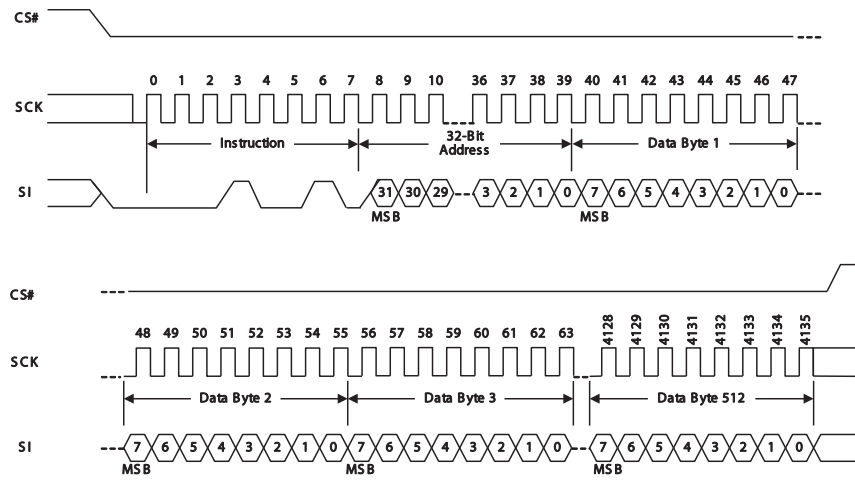 CS#
0 1 2 3 4 5 6 7 8 9 10 36 37 38 39 40 41 42 43 44 45 46 47
SCK
Instruction 32-Bit Address Data Byte 1
SI 31 30 29 3 2 1 0 7 6 5 4 3 2 1 0
MSB MSB
CS#
48 49 50 51 52 53 54 55 56 57 58 59 60 61 62 63 4128 4129 4130 4131 4132 4133 4134 4135
SCK
Data Byte 2 Data Byte 3 Data Byte 512
SI 7 6 5 4 3 2 1 0 7 6 5 4 3 2 1 0 7 6 5 4 3 2 1 0
MSB MSB MSB